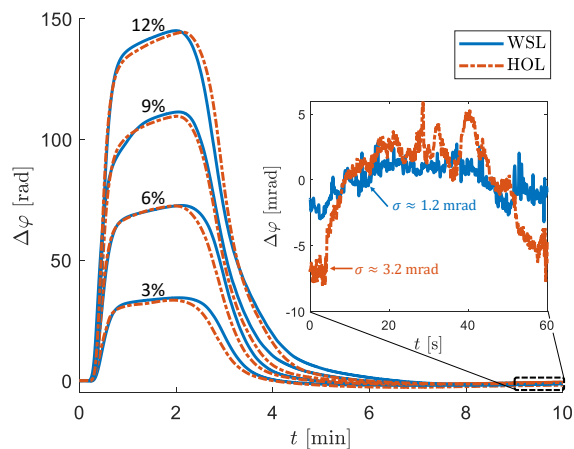 150
100
50
0
Δφ [rad]
0
2
4
6
8
10
t [min]
12%
9%
6%
3%
WSL
HOL
5
0
-5
-10
Δφ [mrad]
0
20
40
60
t [s]
σ ≈ 1.2 mrad
σ ≈ 3.2 mrad